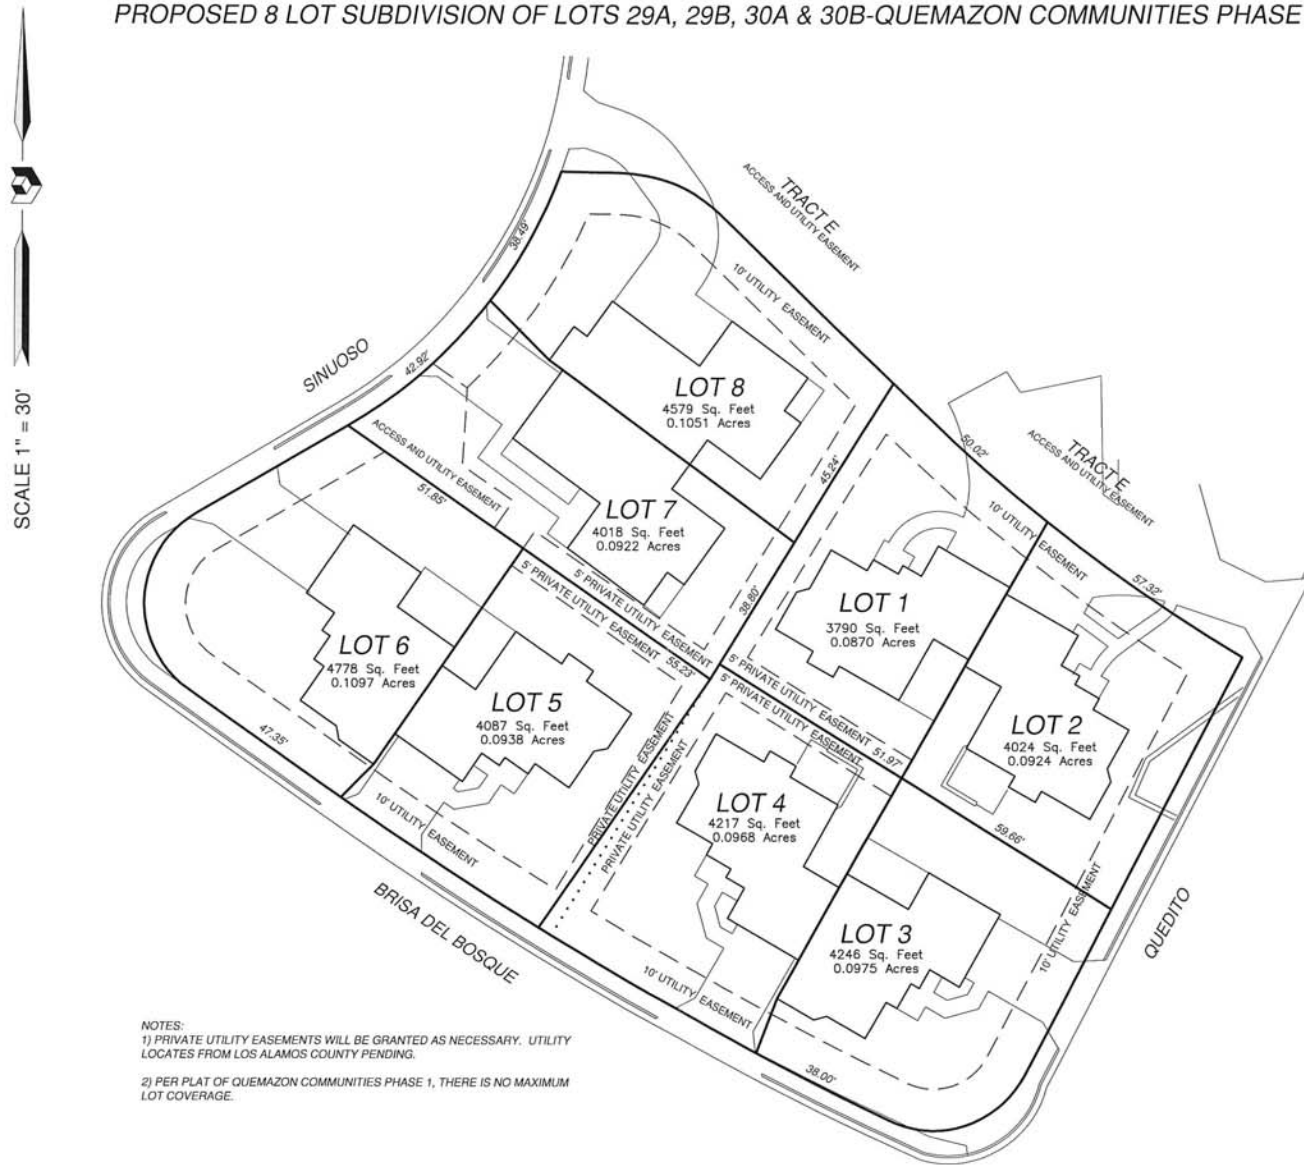 PROPOSED 8 LOT SUBDIVISION OF LOTS 29A, 29B, 30A & 30B-QUEMAZON COMMUNITIES PHASE
SCALE 1" = 30'
TRACT E
ACCESS AND UTILITY EASEMENT
38.49'
10' UTILITY EASEMENT
SINUOSO
42.92'
LOT 8
4579 Sq. Feet
0.1051 Acres
ACCESS AND UTILITY EASEMENT
51.85'
45.24'
50.02'
TRACT E
ACCESS AND UTILITY EASEMENT
10' UTILITY EASEMENT
LOT 7
4018 Sq. Feet
0.0922 Acres
5' PRIVATE UTILITY EASEMENT
5' PRIVATE UTILITY EASEMENT
55.23'
38.80'
57.32'
LOT 1
3790 Sq. Feet
0.0870 Acres
LOT 6
4778 Sq. Feet
0.1097 Acres
LOT 5
4087 Sq. Feet
0.0938 Acres
5' PRIVATE UTILITY EASEMENT
5' PRIVATE UTILITY EASEMENT
51.97'
LOT 2
4024 Sq. Feet
0.0924 Acres
47.35'
PRIVATE UTILITY EASEMENT
PRIVATE UTILITY EASEMENT
LOT 4
4217 Sq. Feet
0.0968 Acres
59.66'
10' UTILITY EASEMENT
BRISA DEL BOSQUE
LOT 3
4246 Sq. Feet
0.0975 Acres
10' UTILITY EASEMENT
QUEDITO
10' UTILITY EASEMENT
38.00'
NOTES:
1) PRIVATE UTILITY EASEMENTS WILL BE GRANTED AS NECESSARY. UTILITY
LOCATES FROM LOS ALAMOS COUNTY PENDING.
2) PER PLAT OF QUEMAZON COMMUNITIES PHASE 1, THERE IS NO MAXIMUM
LOT COVERAGE.